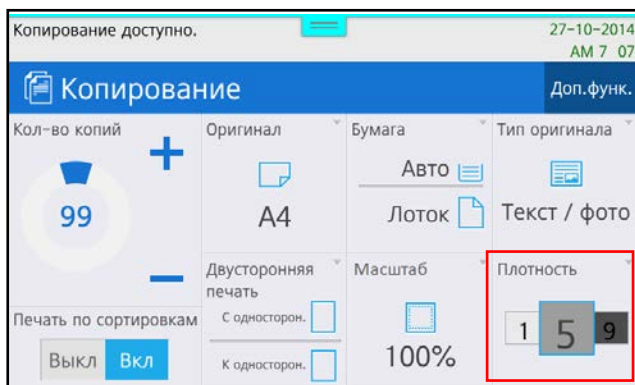 Копирование доступно.
27-10-2014
AM 7 07
Копирование
Доп.функ.
Кол-во копий
99
Оригинал
A4
Бумага
Авто
Лоток
Тип оригинала
Текст / фото
Печать по сортировкам
Выкл Вкл
Двусторонняя
печать
С односторон.
К односторон.
Масштаб
100%
Плотность
1 5 9